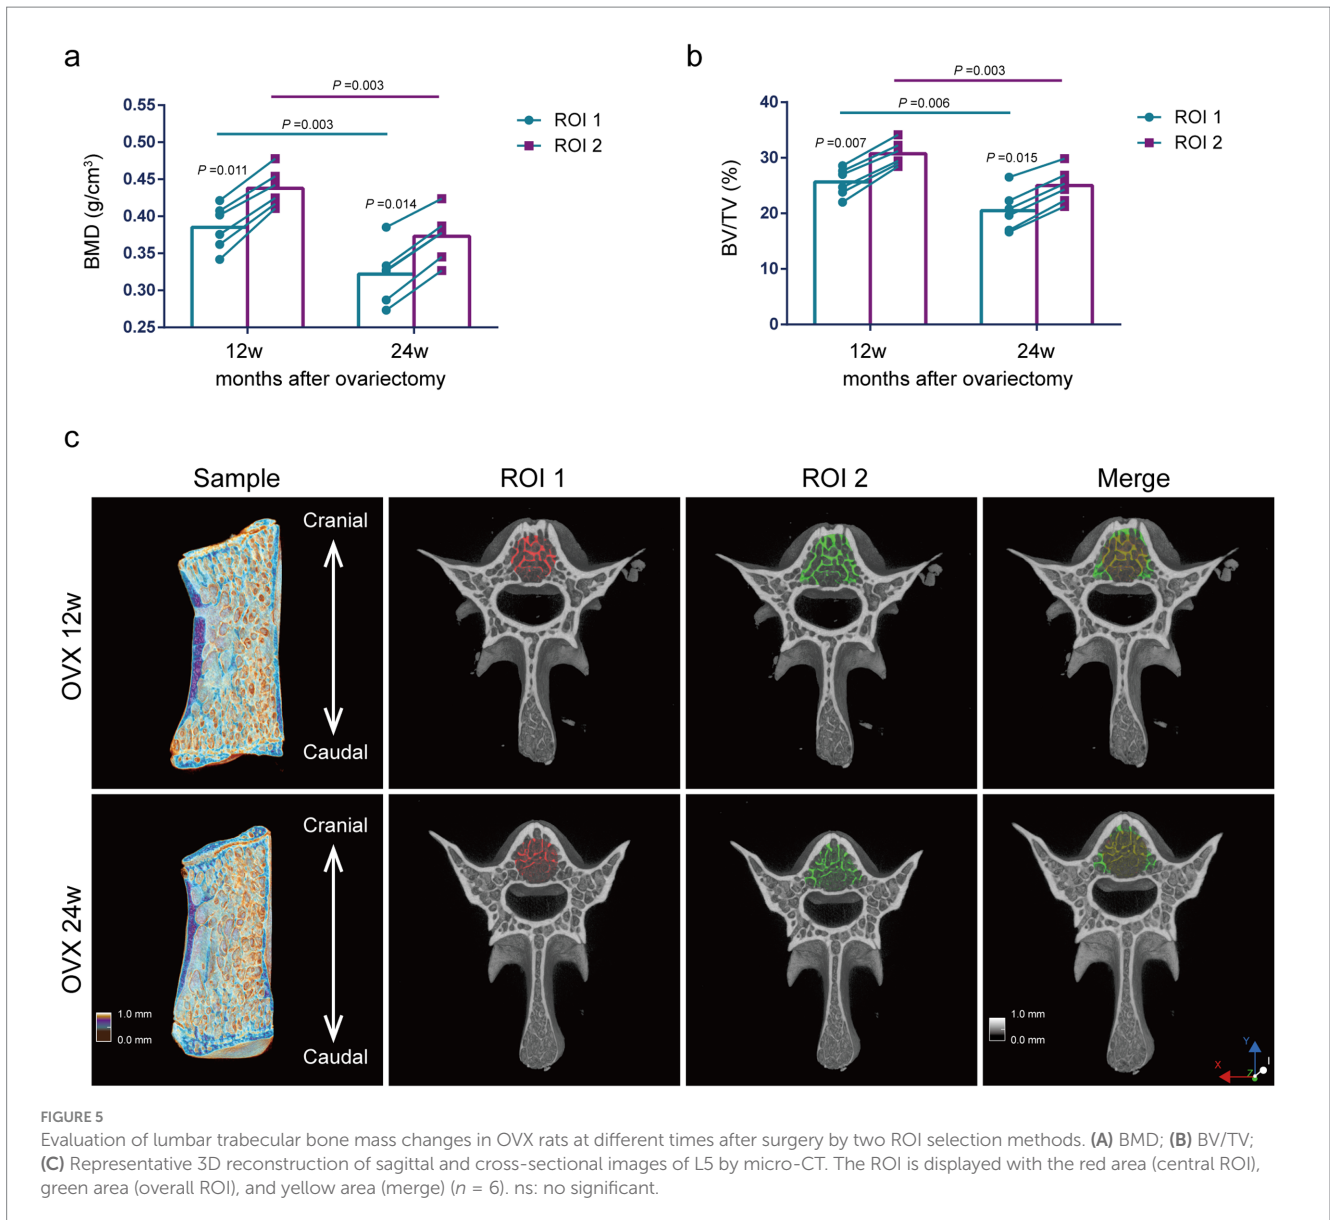 a
P =0.003
P =0.003
P =0.011
P =0.014
0.55
0.50
0.45
0.40
0.35
0.30
0.25
BMD (g/cm³)
12w
24w
months after ovariectomy
ROI 1
ROI 2
b
P =0.003
P =0.006
P =0.007
P =0.015
40
30
20
10
0
BV/TV (%)
12w
24w
months after ovariectomy
ROI 1
ROI 2
c
Sample
ROI 1
ROI 2
Merge
OVX 12w
Cranial
Caudal
OVX 24w
Cranial
Caudal
1.0 mm
0.0 mm
1.0 mm
0.0 mm
Y
X
Z
I
FIGURE 5
Evaluation of lumbar trabecular bone mass changes in OVX rats at different times after surgery by two ROI selection methods. (A) BMD; (B) BV/TV;
(C) Representative 3D reconstruction of sagittal and cross-sectional images of L5 by micro-CT. The ROI is displayed with the red area (central ROI),
green area (overall ROI), and yellow area (merge) (n = 6). ns: no significant.